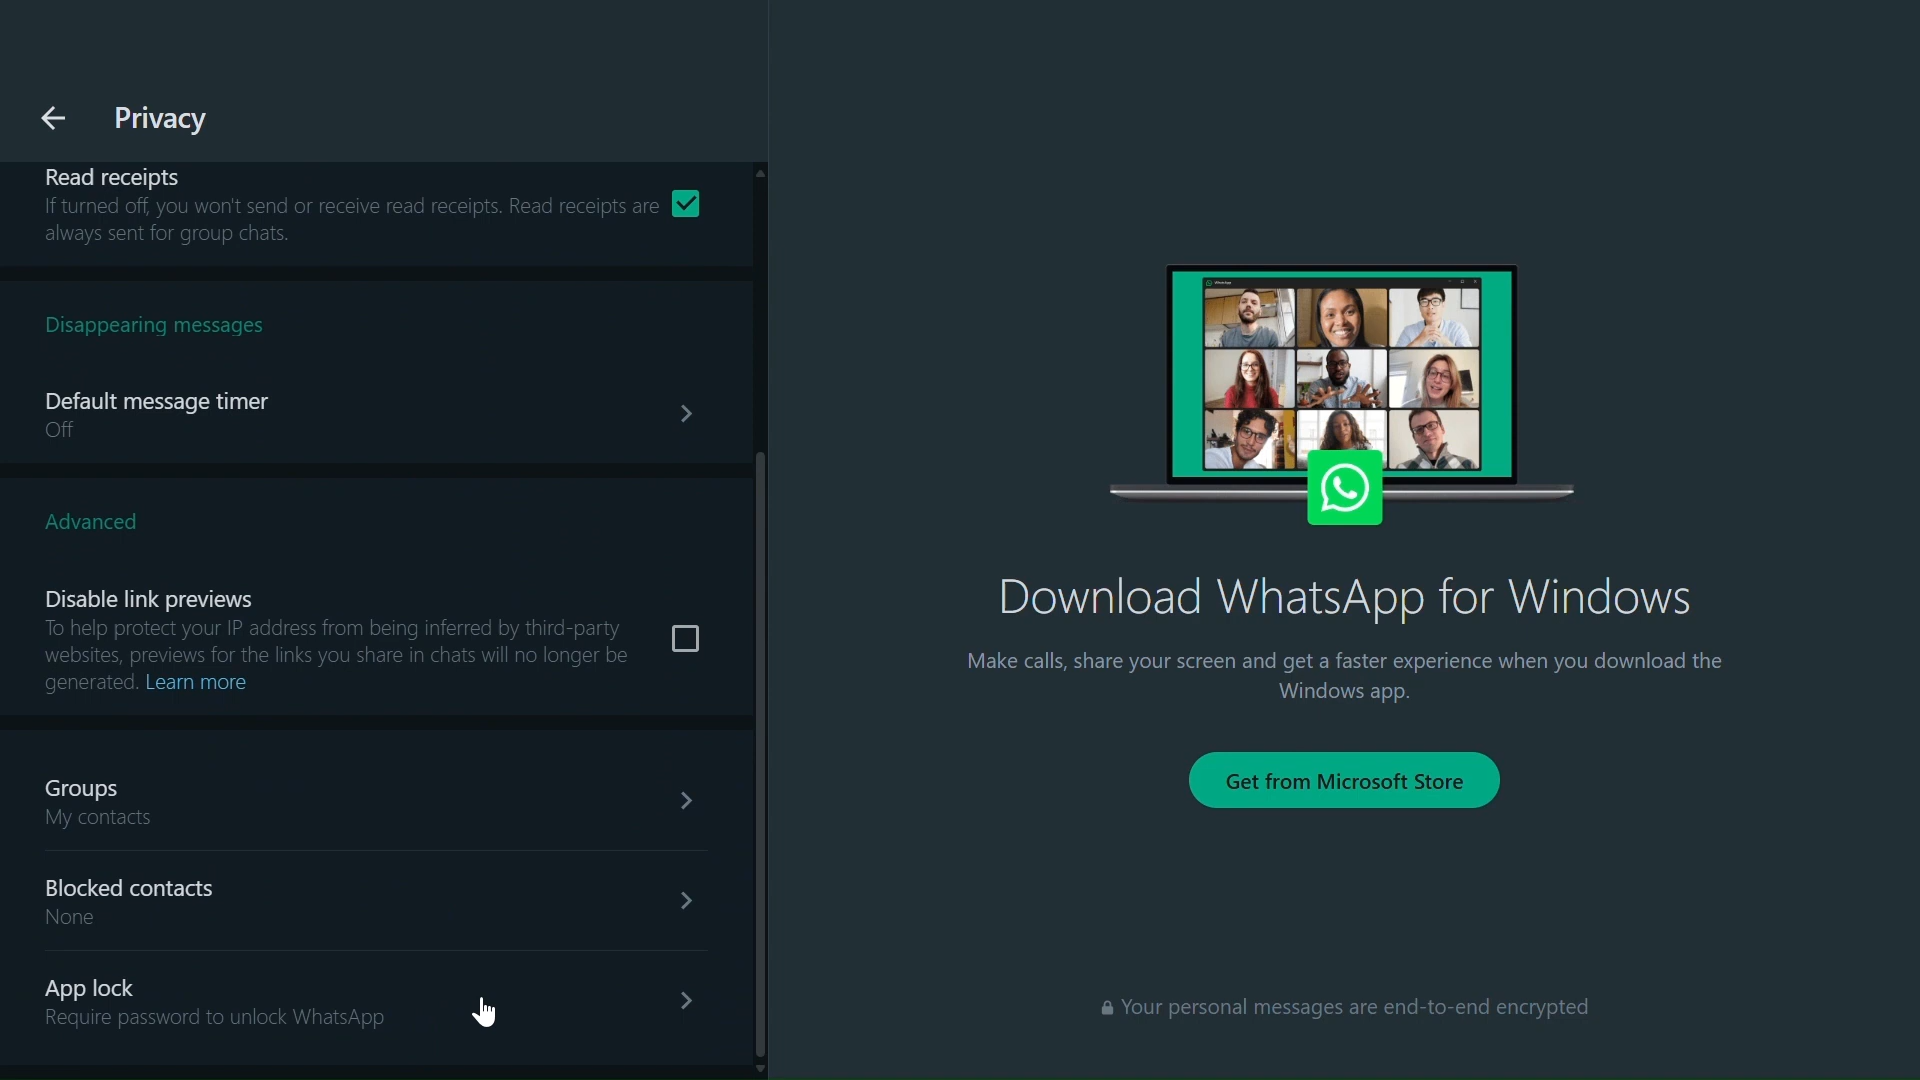 Privacy
Read receipts
If turned off, you won't send or receive read receipts. Read receipts are
always sent for group chats.
Disappearing messages
Default message timer
Off
Advanced
Disable link previews
To help protect your IP address from being inferred by third-party
websites, previews for the links you share in chats will no longer be
generated. Learn more
Groups
My contacts
Blocked contacts
None
App lock
Require password to unlock WhatsApp
WhatsApp
Download WhatsApp for Windows
Make calls, share your screen and get a faster experience when you download the
Windows app.
Get from Microsoft Store
Your personal messages are end-to-end encrypted